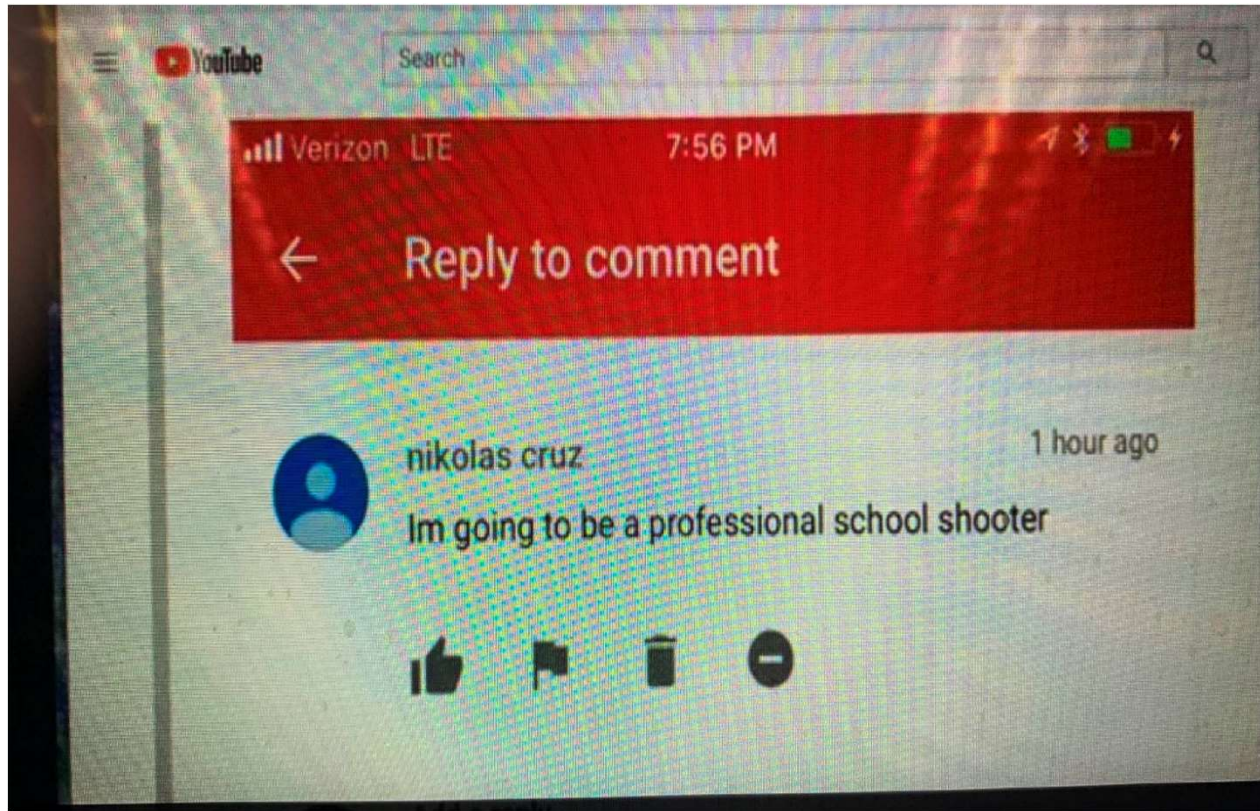 YouTube
Search
Verizon LTE
7:56 PM
Reply to comment
nikolas cruz
1 hour ago
Im going to be a professional school shooter